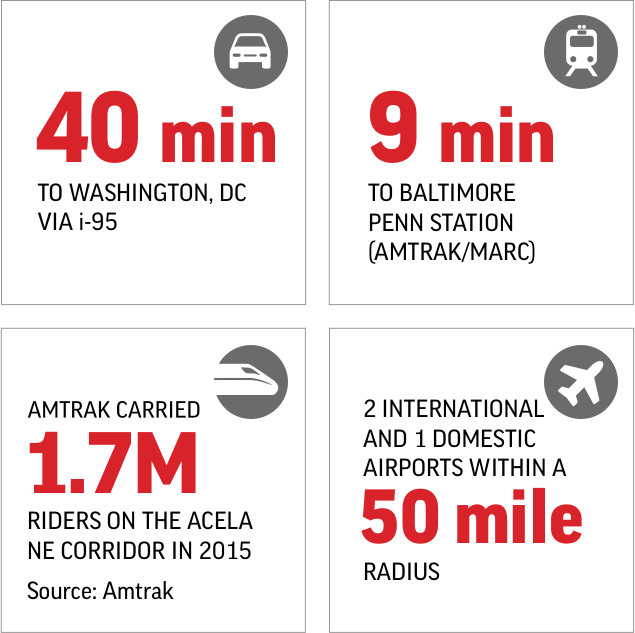 40 min
TO WASHINGTON, DC
VIA i-95
9 min
TO BALTIMORE
PENN STATION
(AMTRAK/MARC)
AMTRAK CARRIED
1.7M
RIDERS ON THE ACELA
NE CORRIDOR IN 2015
Source: Amtrak
2 INTERNATIONAL
AND 1 DOMESTIC
AIRPORTS WITHIN A
50 mile
RADIUS